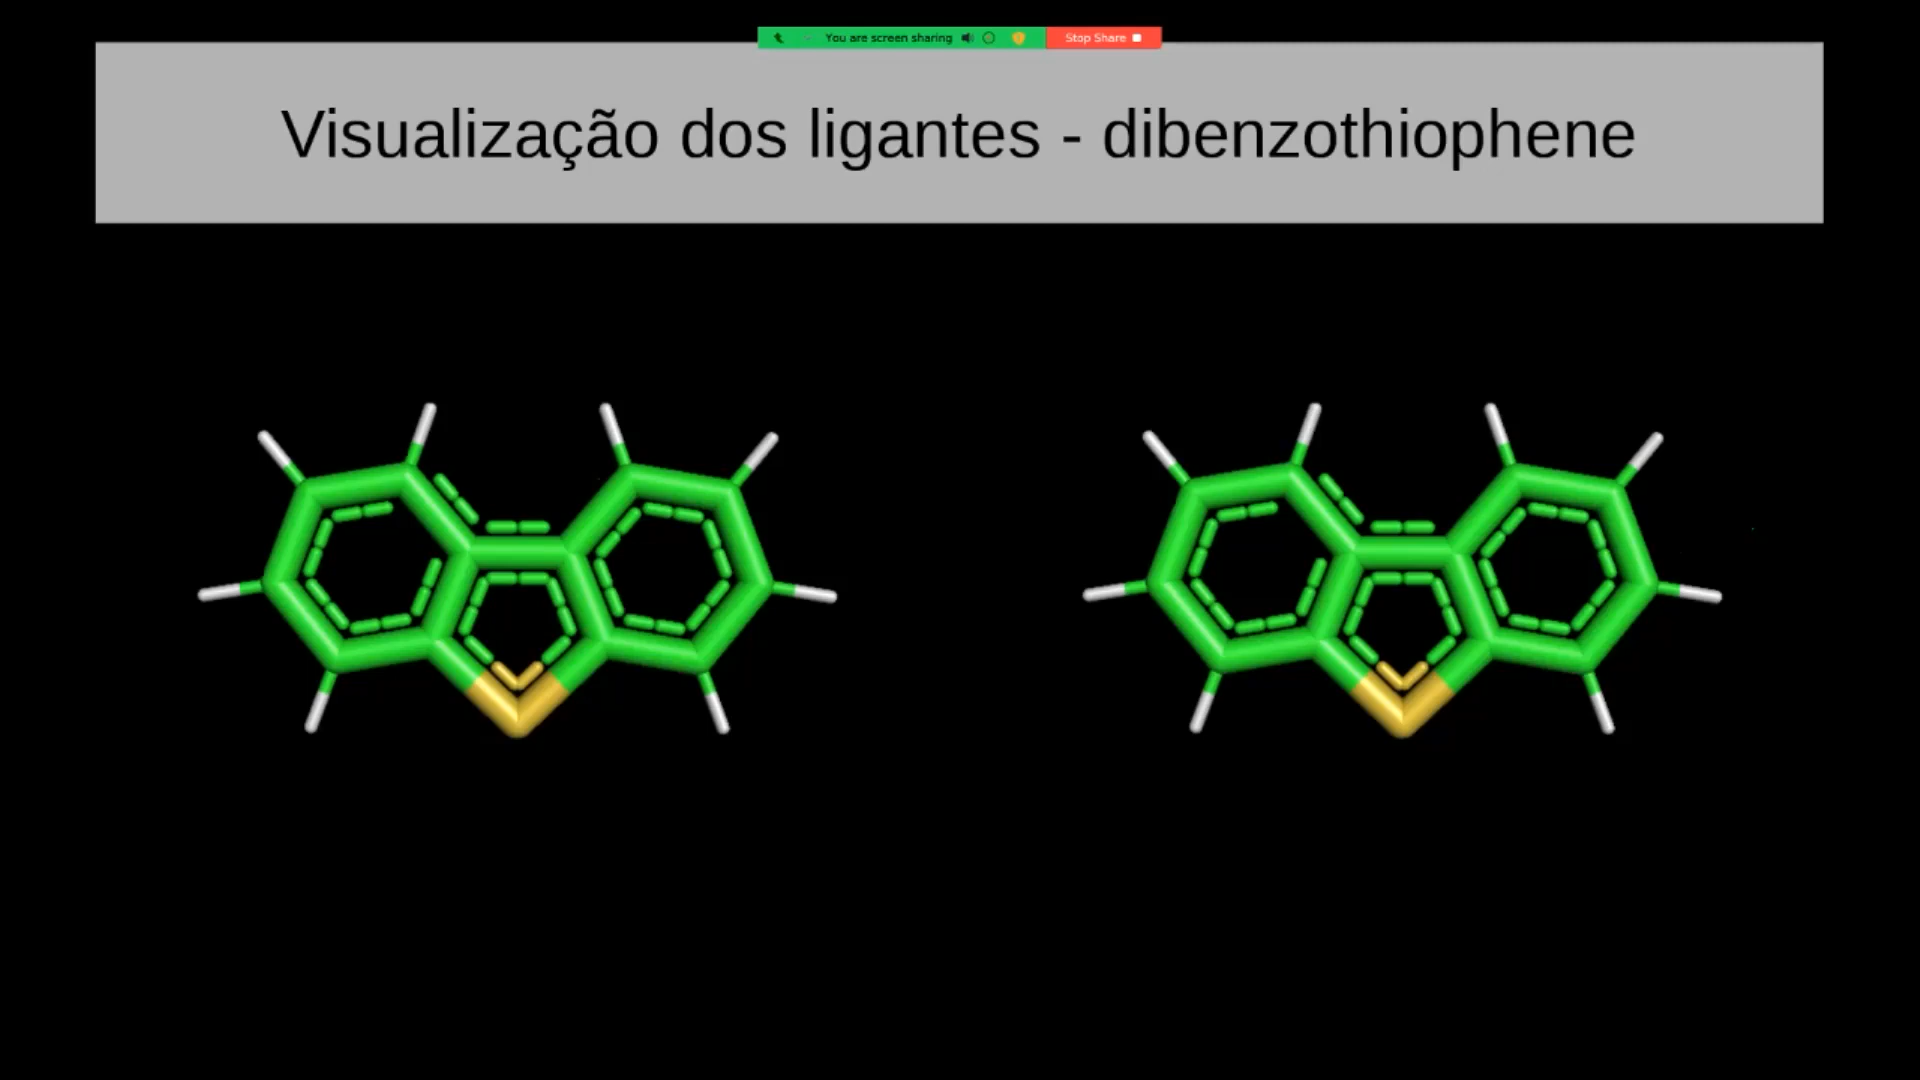 You are screen sharing
Stop Share
Visualização dos ligantes - dibenzothiophene